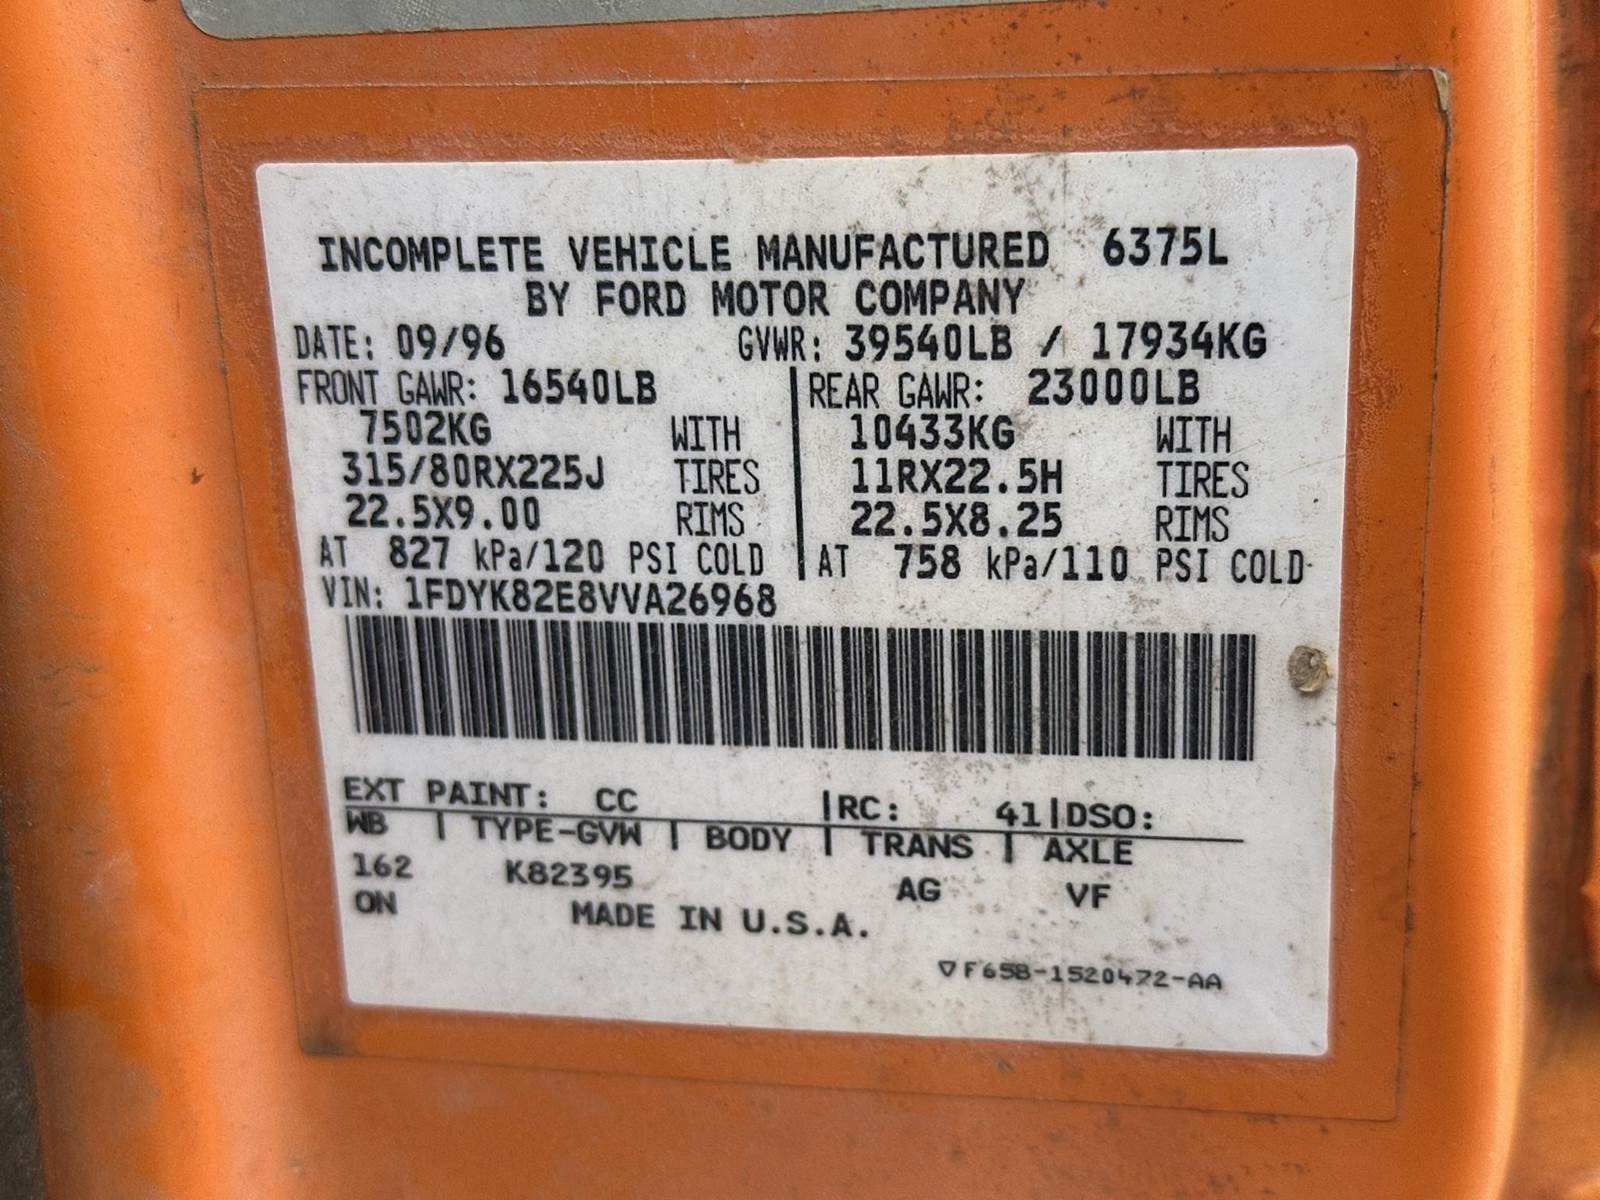 INCOMPLETE VEHICLE MANUFACTURED 6375L
BY FORD MOTOR COMPANY
DATE: 09/96 GVWR: 39540LB / 17934KG
FRONT GAWR: 16540LB | REAR GAWR: 23000LB
7502KG WITH | 10433KG WITH
315/80RX225J TIRES | 11RX22.5H TIRES
22.5X9.00 RIMS | 22.5X8.25 RIMS
AT 827 kPa/120 PSI COLD | AT 758 kPa/110 PSI COLD
VIN: 1FDYK82E8VVA26968
EXT PAINT: CC |RC: 41|DSO:
WB | TYPE-GVW | BODY | TRANS | AXLE
162 K82395 AG VF
ON MADE IN U.S.A.
▽F65B-1520472-AA